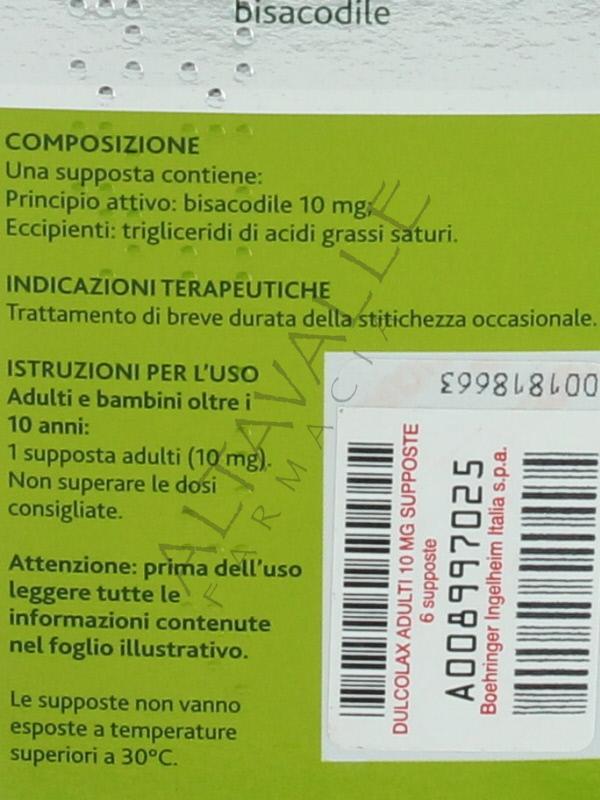 bisacodile
COMPOSIZIONE
Una supposta contiene:
Principio attivo: bisacodile 10 mg;
Eccipienti: trigliceridi di acidi grassi saturi.
INDICAZIONI TERAPEUTICHE
Trattamento di breve durata della stitichezza occasionale.
ISTRUZIONI PER L'USO
Adulti e bambini oltre i
10 anni:
1 supposta adulti (10 mg).
Non superare le dosi
consigliate.
Attenzione: prima dell'uso
leggere tutte le
informazioni contenute
nel foglio illustrativo.
Le supposte non vanno
esposte a temperature
superiori a 30°C.
001818663
DULCOLAX ADULTI 10 MG SUPPOSTE
6 supposte
A008997025
Boehringer Ingelheim Italia s.p.a.
ALTAVALLE
FARMACIA